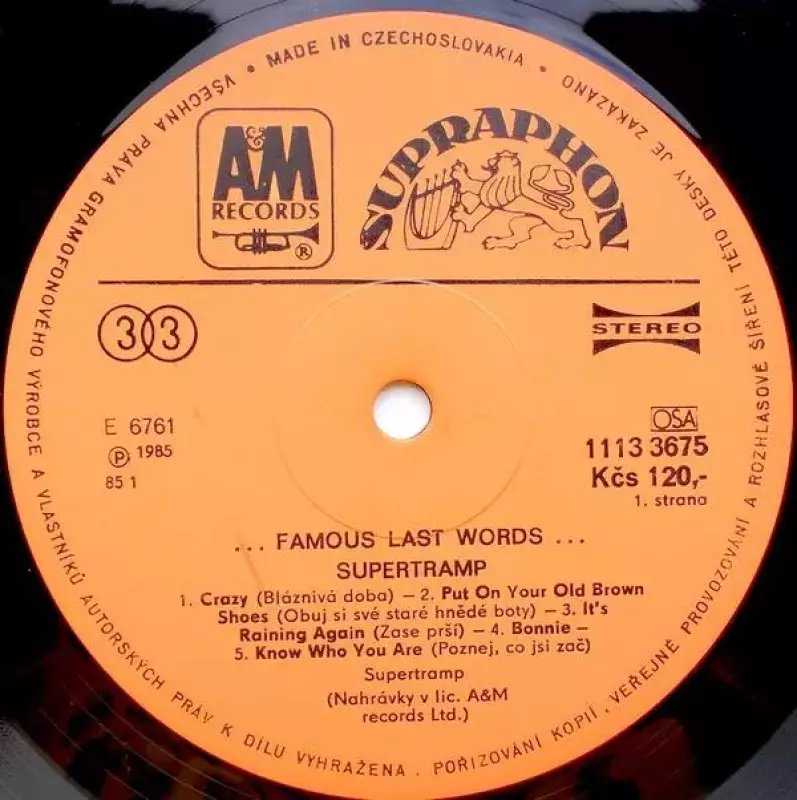 VŠECHNA PRÁVA GRAMOFONOVÉHO VÝROBCE A VLASTNÍKŮ AUTORSKÝCH PRÁV K DÍLU VYHRAŽENA. POŘIZOVÁNÍ KOPIÍ, VEŘEJNÉ PROVOZOVÁNÍ A ROZHLASOVÉ ŠÍŘENÍ TÉTO DESKY JE ZAKÁZÁNO
• MADE IN CZECHOSLOVAKIA •
A&M
RECORDS
®
SUPRAPHON
33
STEREO
E 6761
Ⓟ 1985
85 1
OSA
1113 3675
Kčs 120,-
1. strana
... FAMOUS LAST WORDS ...
SUPERTRAMP
1. Crazy (Bláznivá doba) – 2. Put On Your Old Brown
Shoes (Obuj si své staré hnědé boty) – 3. It's
Raining Again (Zase prší) – 4. Bonnie –
5. Know Who You Are (Poznej, co jsi zač)
Supertramp
(Nahrávky v lic. A&M
records Ltd.)